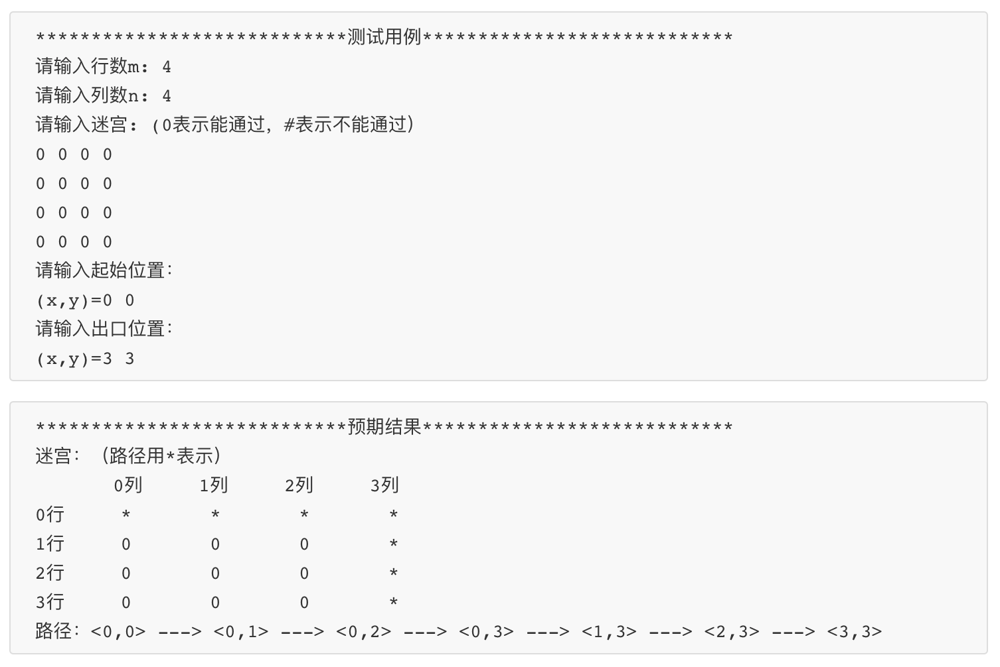 ****************************测试用例****************************
请输入行数m: 4
请输入列数n: 4
请输入迷宫: (0表示能通过, #表示不能通过)
0 0 0 0
0 0 0 0
0 0 0 0
0 0 0 0
请输入起始位置:
(x,y)=0 0
请输入出口位置:
(x,y)=3 3
****************************预期结果****************************
迷宫: (路径用*表示)
0列 1列 2列 3列
0行 * * * *
1行 0 0 0 *
2行 0 0 0 *
3行 0 0 0 *
路径: <0,0> ---> <0,1> ---> <0,2> ---> <0,3> ---> <1,3> ---> <2,3> ---> <3,3>